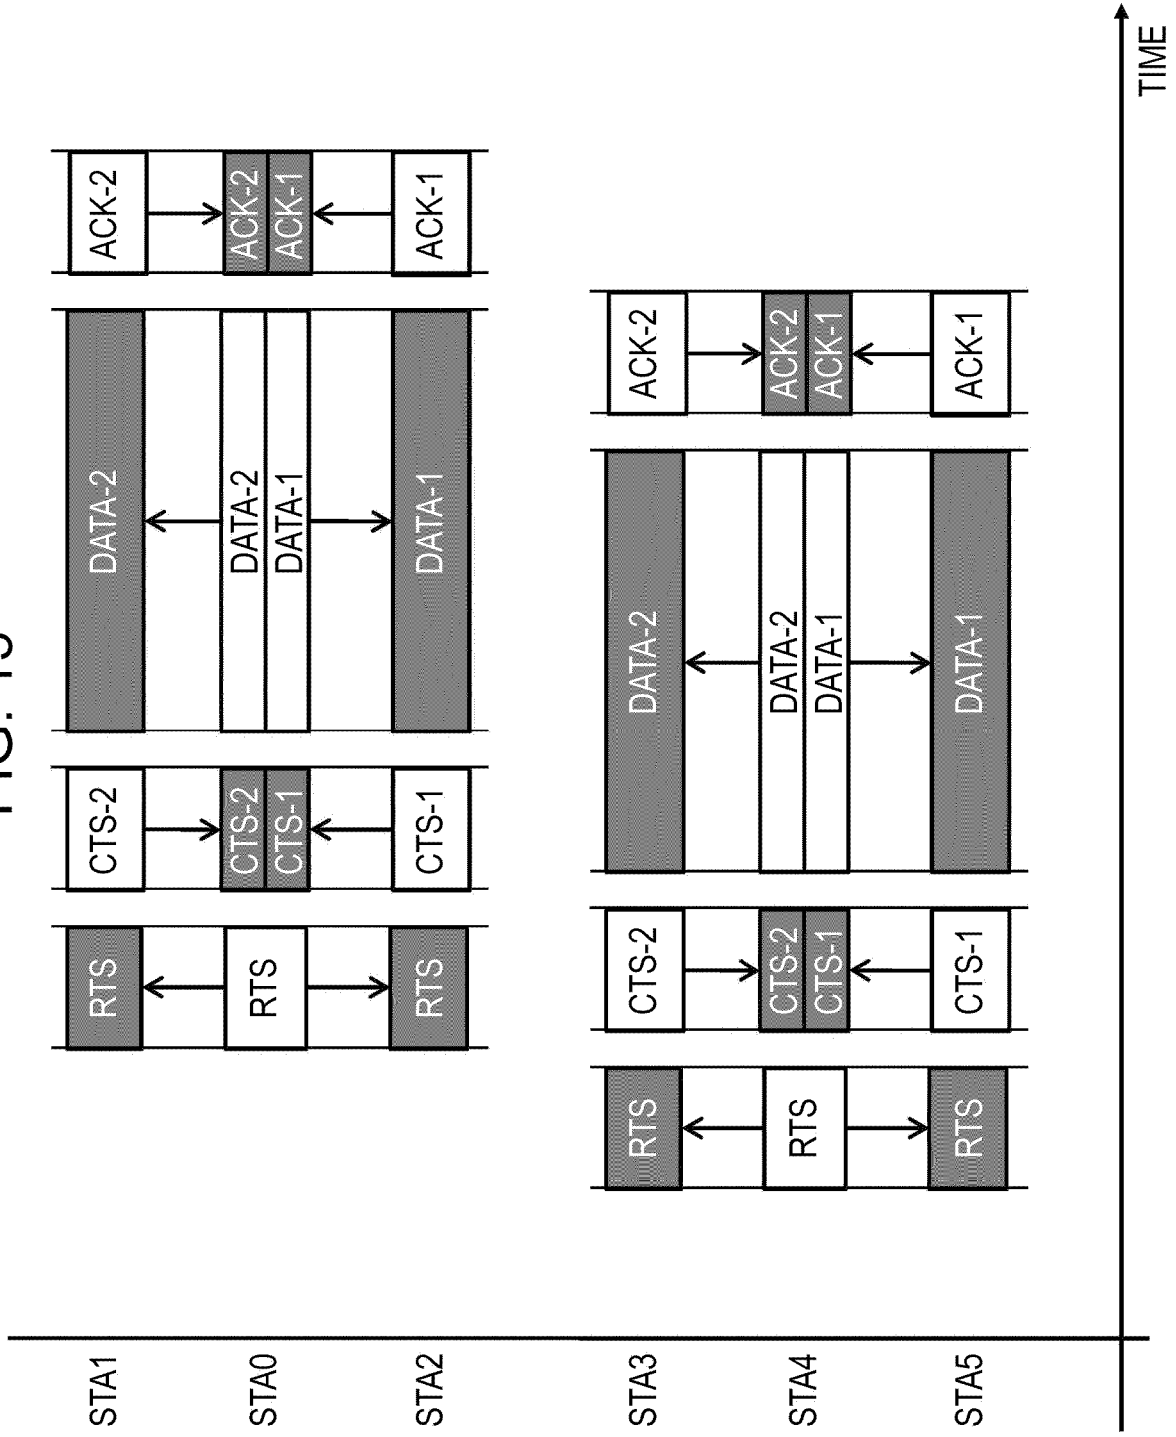 FIG.
STA1
RTS
CTS-2
DATA-2
ACK-2
STA0
RTS
CTS-2
CTS-1
DATA-2
DATA-1
ACK-2
ACK-1
STA2
RTS
CTS-1
DATA-1
ACK-1
STA3
RTS
CTS-2
DATA-2
ACK-2
STA4
RTS
CTS-2
CTS-1
DATA-2
DATA-1
ACK-2
ACK-1
STA5
RTS
CTS-1
DATA-1
ACK-1
TIME